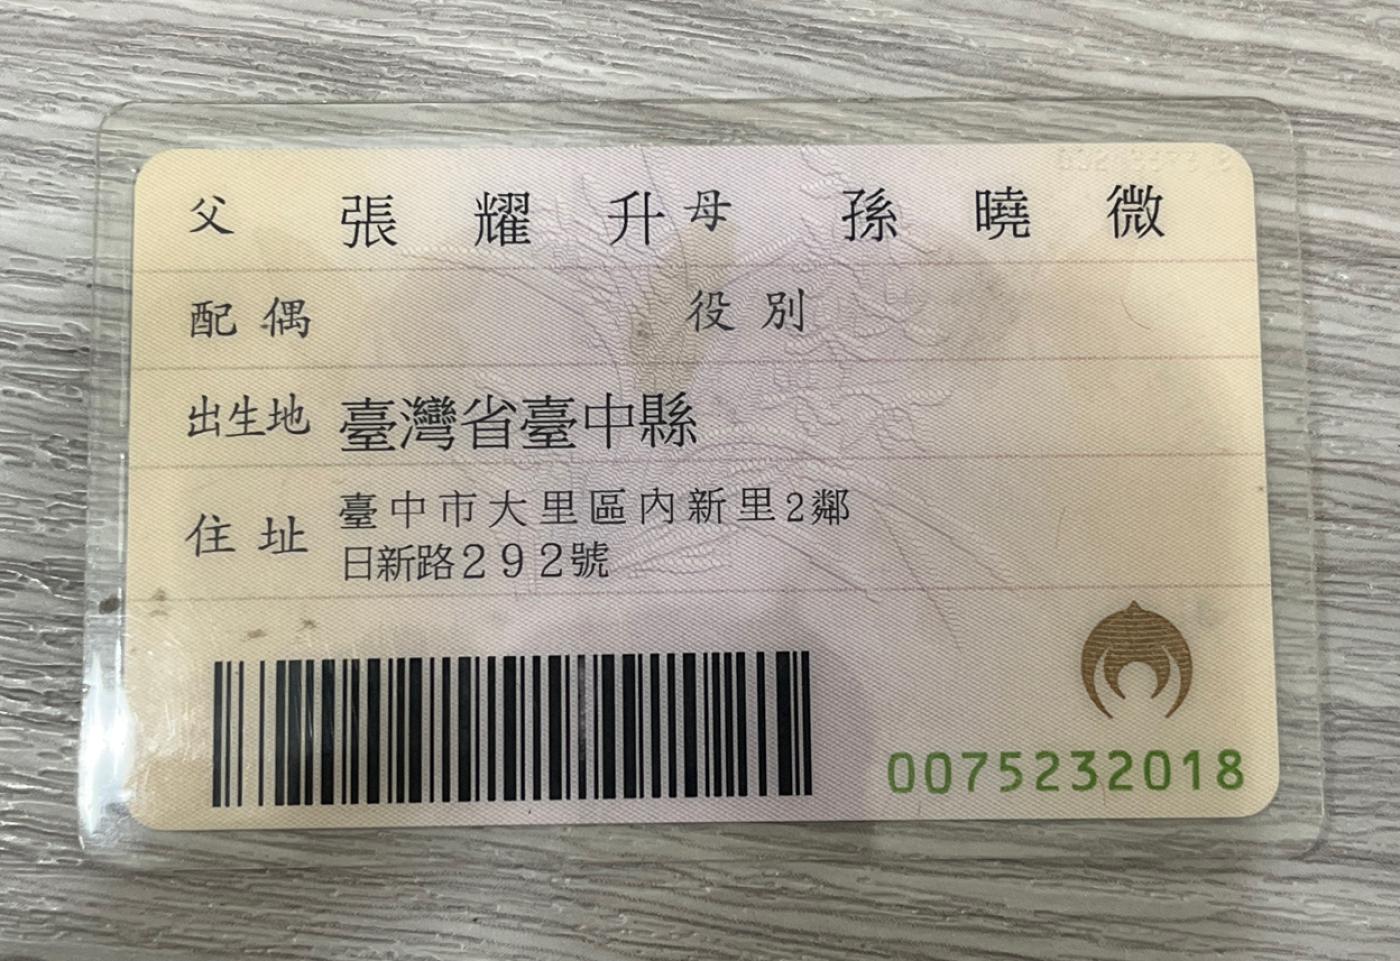 父 張耀升 母 孫曉微
配偶 役別
出生地 臺灣省臺中縣
住址 臺中市大里區內新里2鄰
日新路292號
0075232018